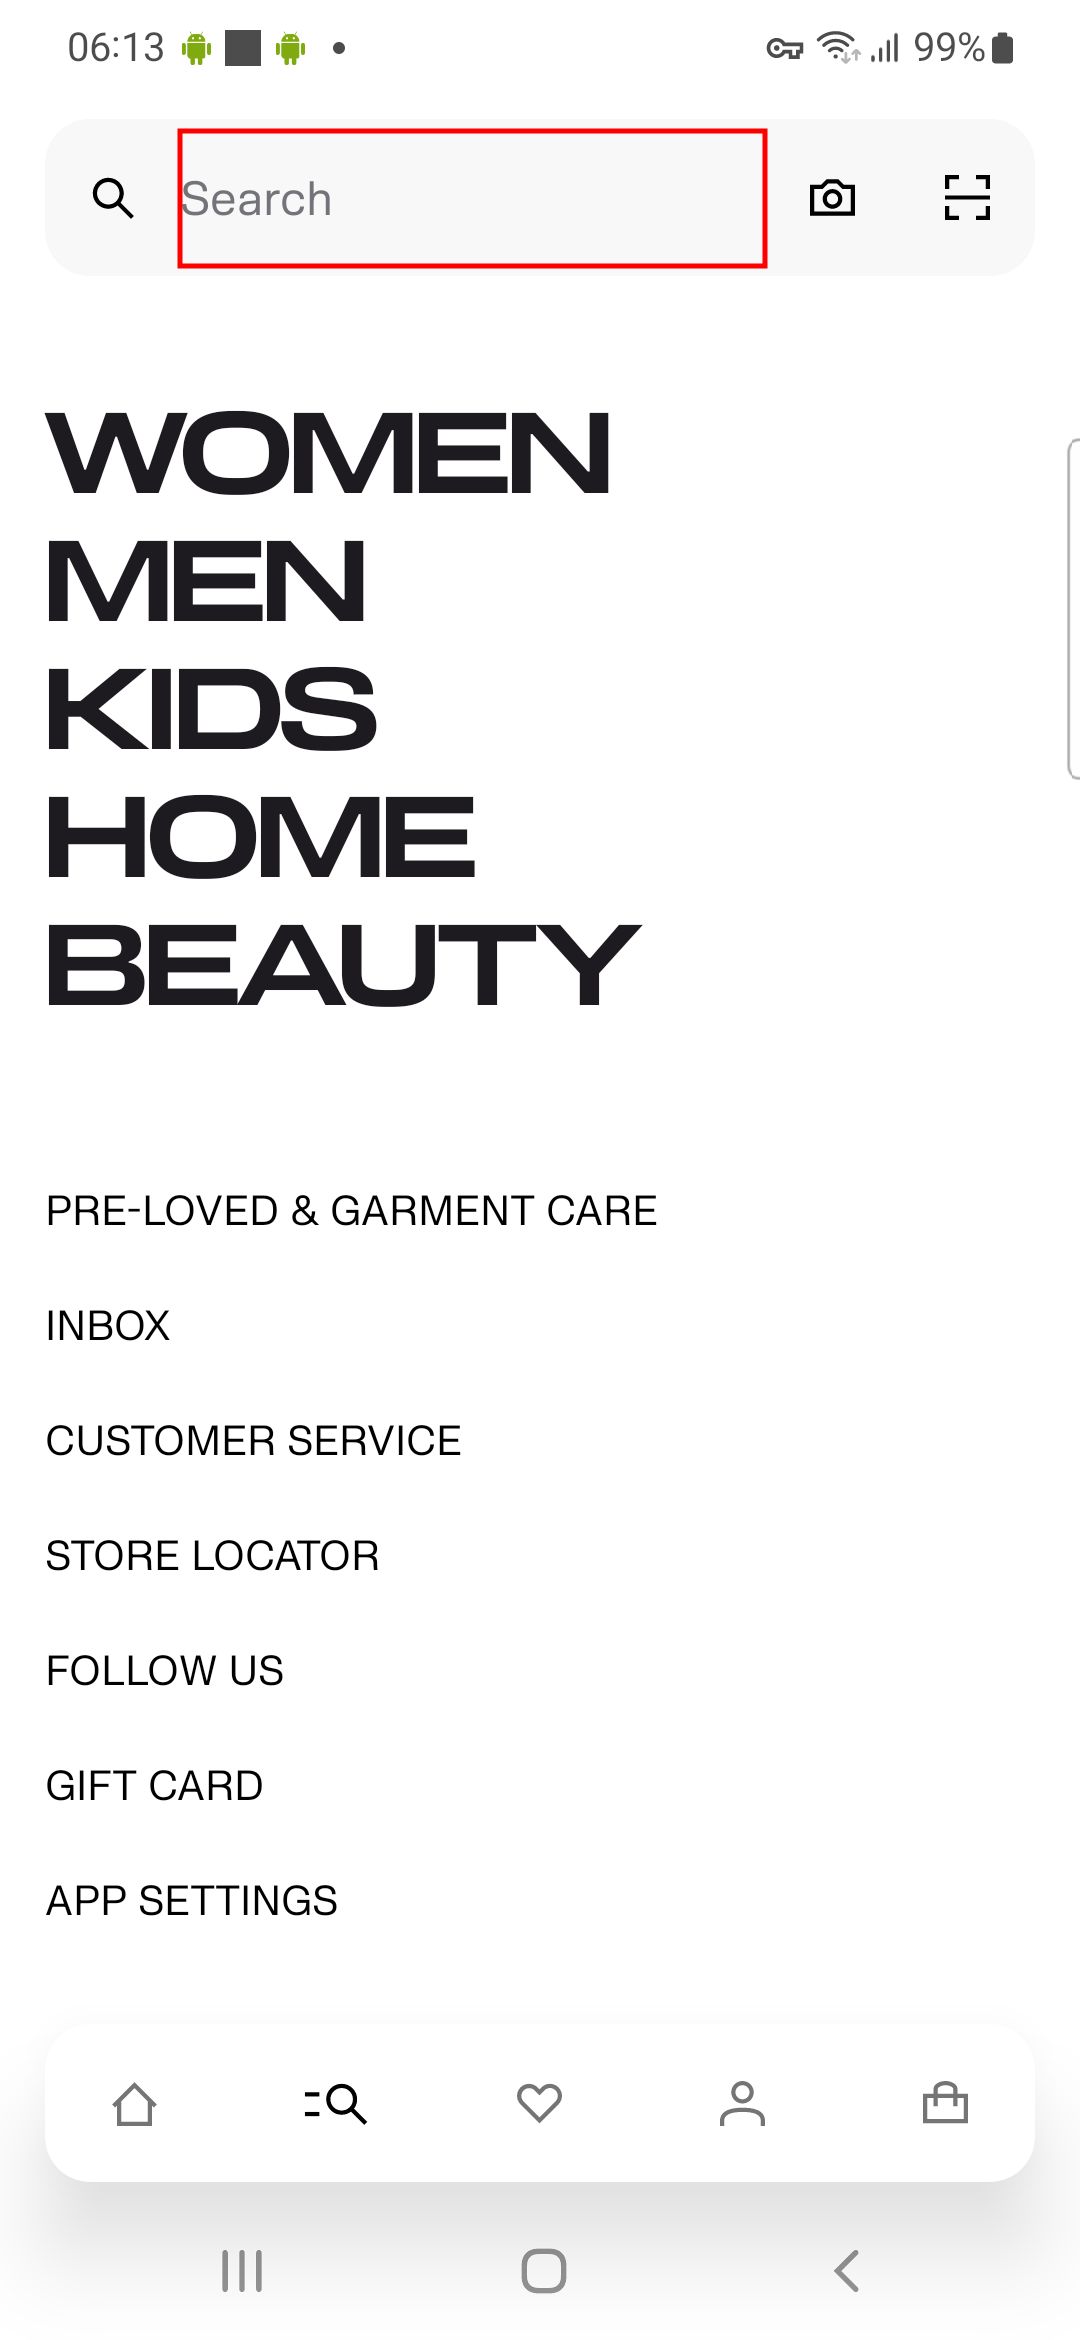 06:13
99%
Search
WOMEN
MEN
KIDS
HOME
BEAUTY
PRE-LOVED & GARMENT CARE
INBOX
CUSTOMER SERVICE
STORE LOCATOR
FOLLOW US
GIFT CARD
APP SETTINGS